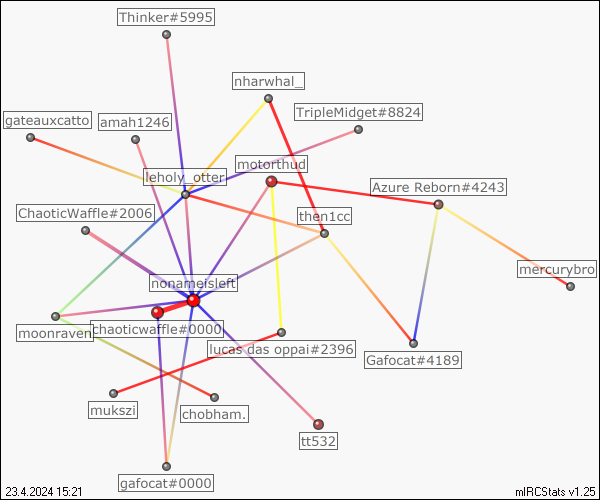 Thinker#5995
nharwhal_
TripleMidget#8824
gateauxcatto
amah1246
motorthud
leholy_otter
Azure Reborn#4243
ChaoticWaffle#2006
then1cc
mercurybro
nonameisleft
moonraven
chaoticwaffle#0000
lucas das oppai#2396
Gafocat#4189
mukszi
chobham.
tt532
gafocat#0000
23.4.2024 15:21
mIRCStats v1.25